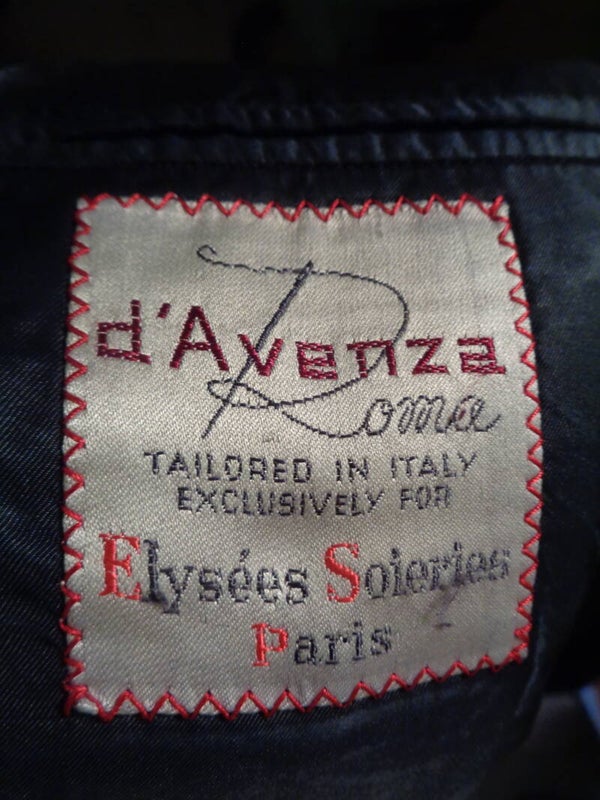 d'Avenza
Roma
TAILORED IN ITALY
EXCLUSIVELY FOR
Elysées Soieries
Paris